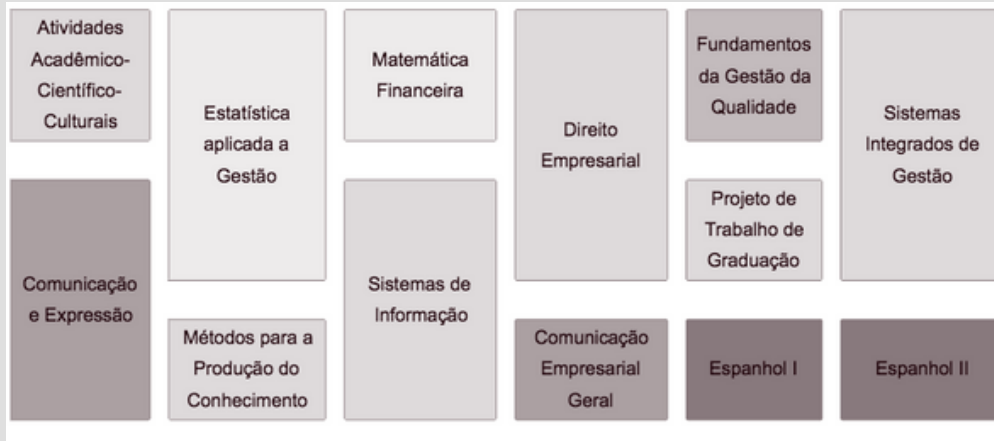 Atividades
Acadêmico-
Científico-
Culturais
Comunicação
e Expressão
Estatística
aplicada a
Gestão
Métodos para a
Produção do
Conhecimento
Matemática
Financeira
Sistemas de
Informação
Direito
Empresarial
Comunicação
Empresarial
Geral
Fundamentos
da Gestão da
Qualidade
Projeto de
Trabalho de
Graduação
Espanhol I
Sistemas
Integrados de
Gestão
Espanhol II